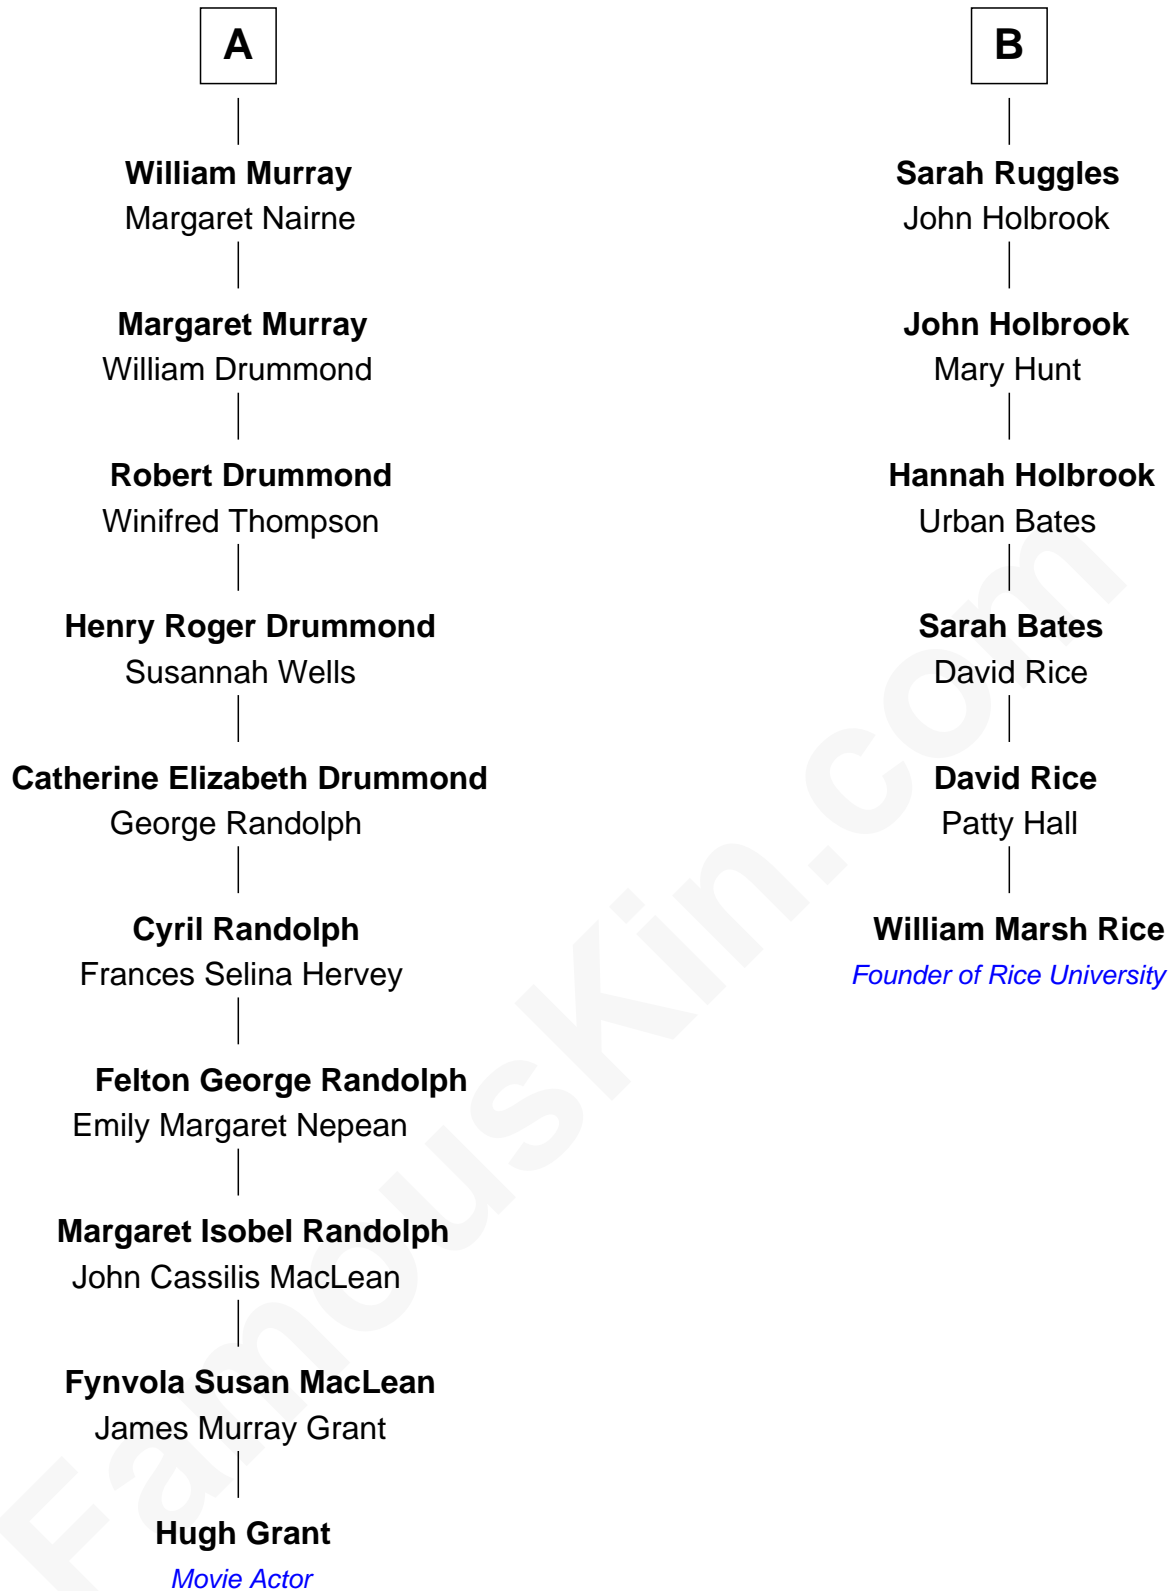 A
William Murray
Margaret Nairne
Margaret Murray
William Drummond
Robert Drummond
Winifred Thompson
Henry Roger Drummond
Susannah Wells
Catherine Elizabeth Drummond
George Randolph
Cyril Randolph
Frances Selina Hervey
Felton George Randolph
Emily Margaret Nepean
Margaret Isobel Randolph
John Cassilis MacLean
Fynvola Susan MacLean
James Murray Grant
Hugh Grant
Movie Actor
B
Sarah Ruggles
John Holbrook
John Holbrook
Mary Hunt
Hannah Holbrook
Urban Bates
Sarah Bates
David Rice
David Rice
Patty Hall
William Marsh Rice
Founder of Rice University
FamousKin.com